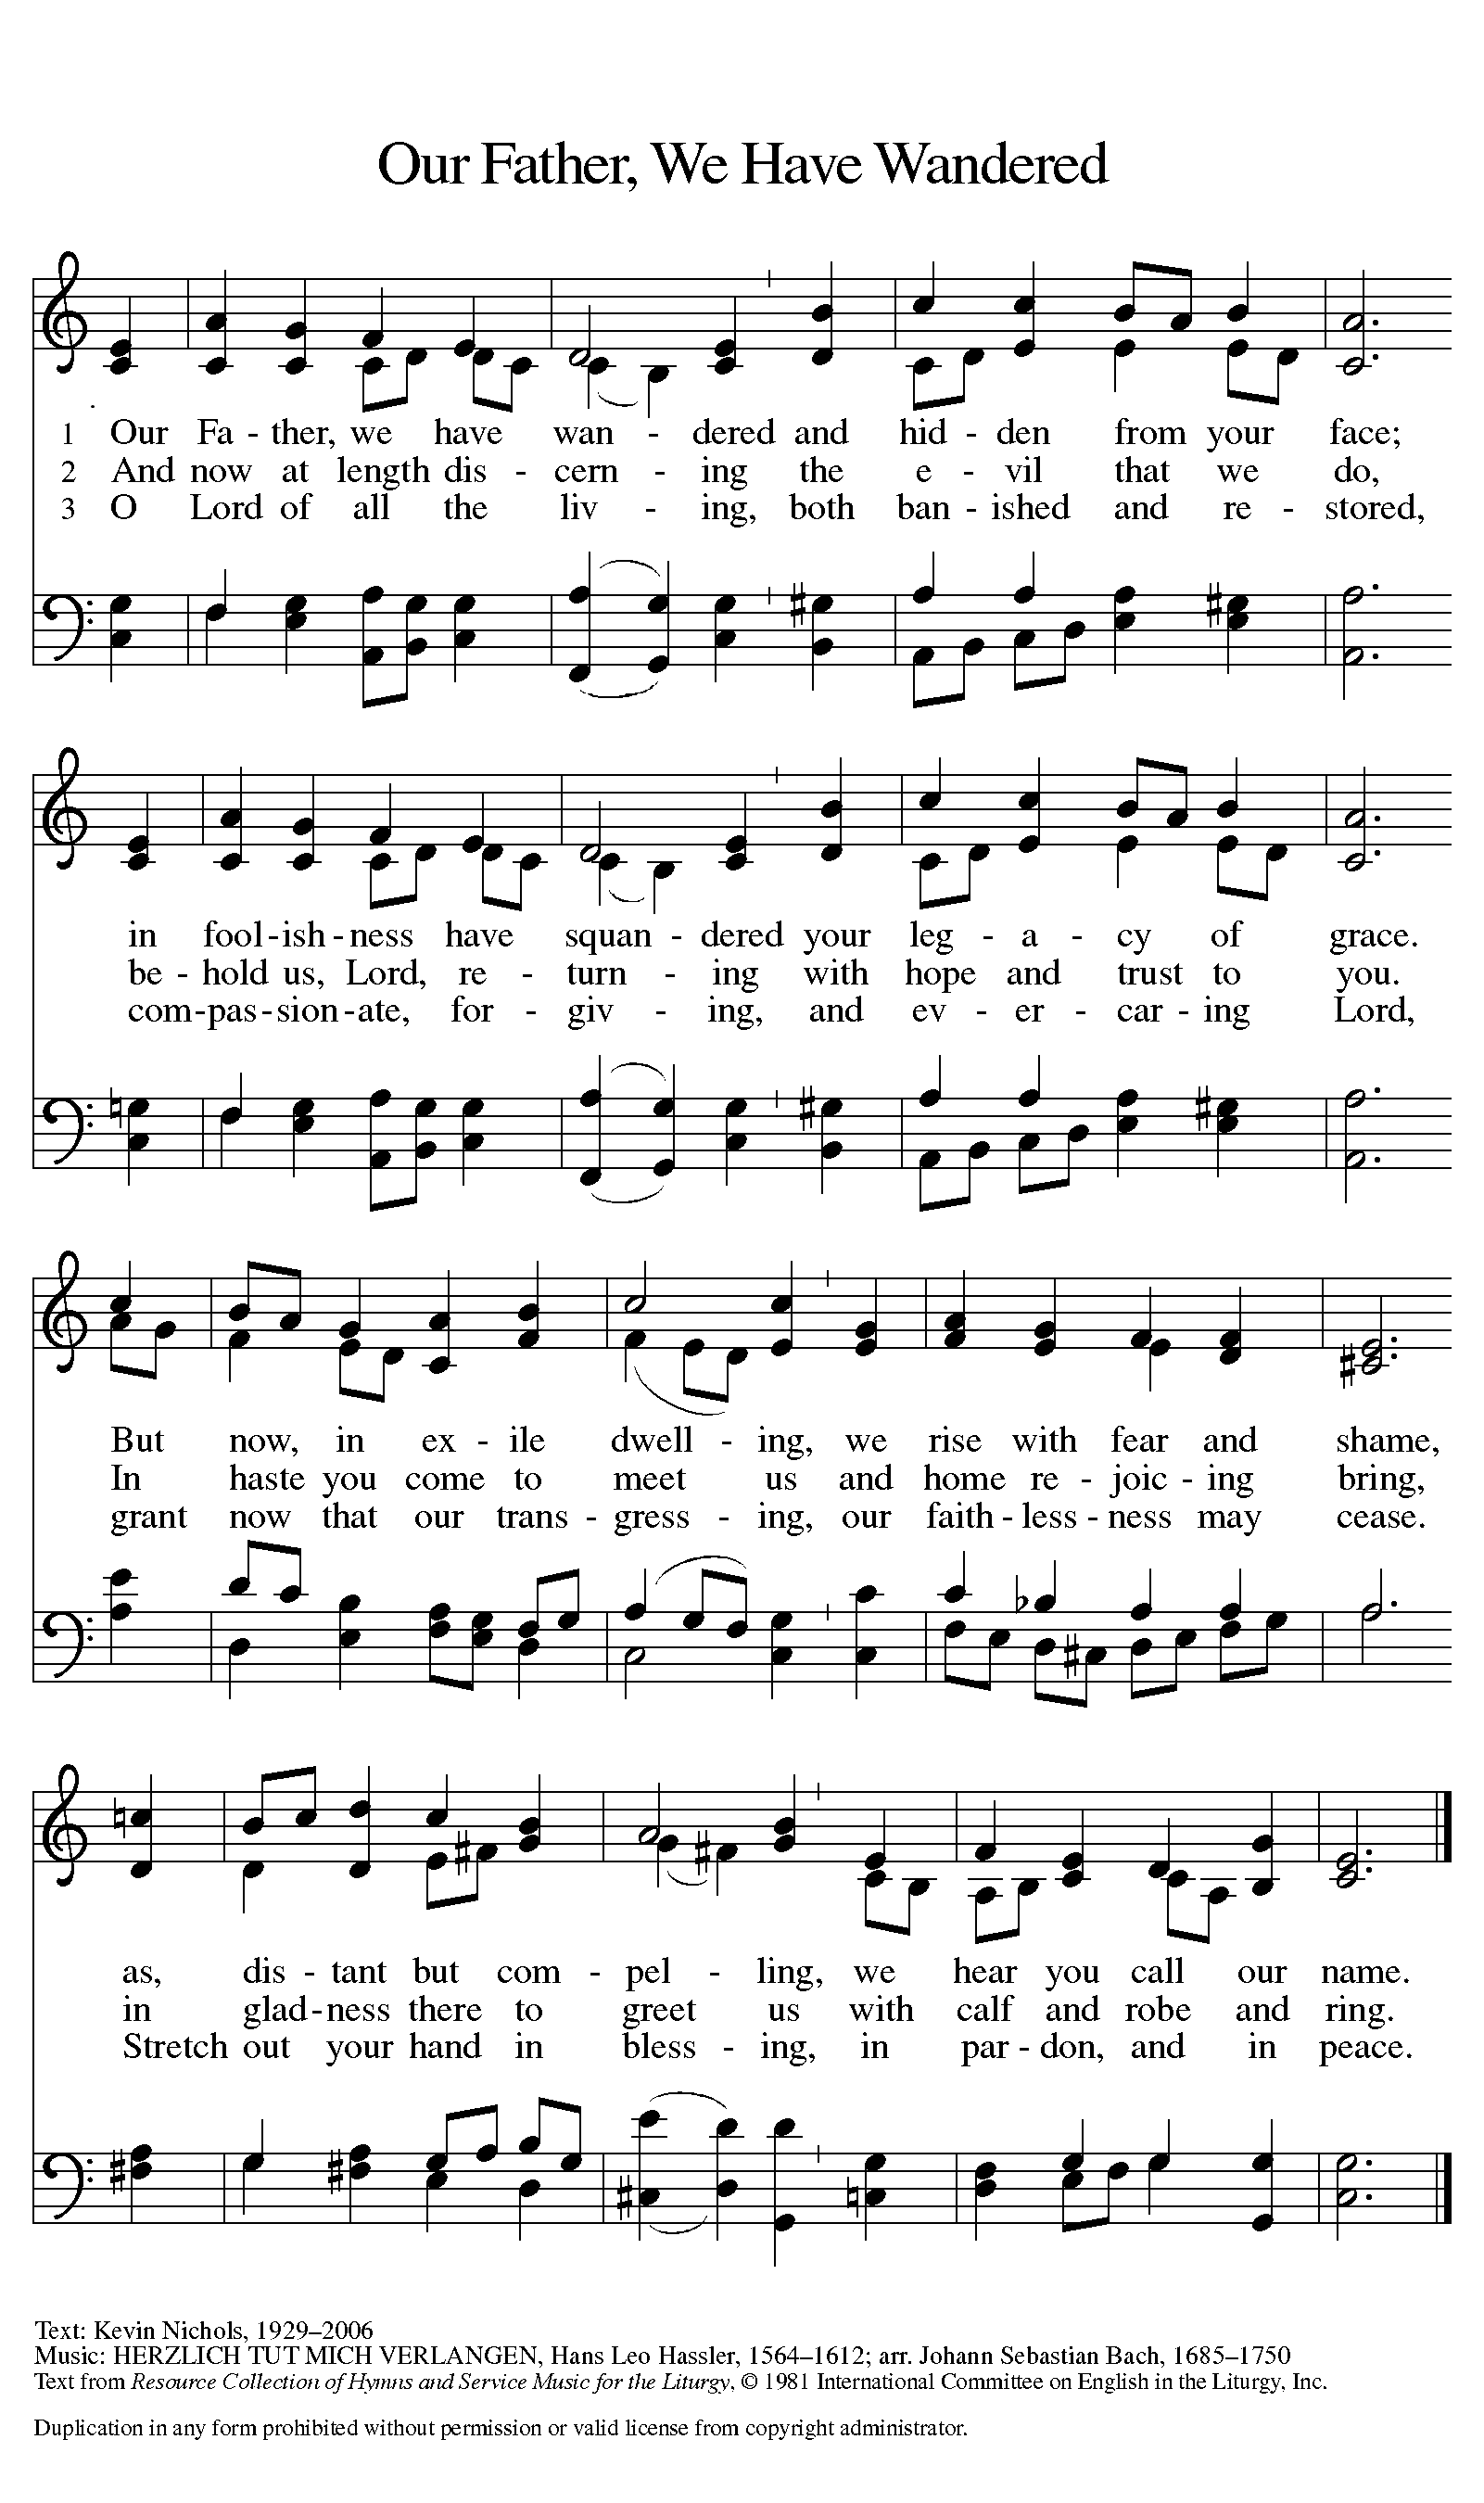 Our Father, We Have Wandered
1 Our Fa - ther, we have wan - dered and hid - den from your face;
2 And now at length dis - cern - ing the e - vil that we do,
3 O Lord of all the liv - ing, both ban - ished and re - stored,
in fool - ish - ness have squan - dered your leg - a - cy of grace.
be - hold us, Lord, re - turn - ing with hope and trust to you.
com - pas - sion - ate, for - giv - ing, and ev - er - car - ing Lord,
But now, in ex - ile dwell - ing, we rise with fear and shame,
In haste you come to meet us and home re - joic - ing bring,
grant now that our trans - gress - ing, our faith - less - ness may cease.
as, dis - tant but com - pel - ling, we hear you call our name.
in glad - ness there to greet us with calf and robe and ring.
Stretch out your hand in bless - ing, in par - don, and in peace.
Text: Kevin Nichols, 1929–2006
Music: HERZLICH TUT MICH VERLANGEN, Hans Leo Hassler, 1564–1612; arr. Johann Sebastian Bach, 1685–1750
Text from Resource Collection of Hymns and Service Music for the Liturgy, © 1981 International Committee on English in the Liturgy, Inc.
Duplication in any form prohibited without permission or valid license from copyright administrator.